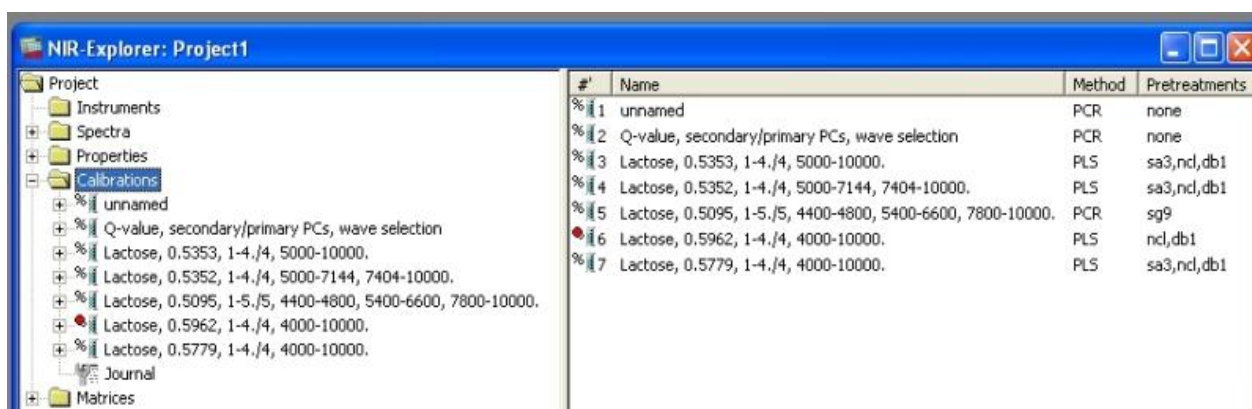 NIR-Explorer: Project1
Project
Instruments
Spectra
Properties
Calibrations
unnamed
Q-value, secondary/primary PCs, wave selection
Lactose, 0.5353, 1-4./4, 5000-10000.
Lactose, 0.5352, 1-4./4, 5000-7144, 7404-10000.
Lactose, 0.5095, 1-5./5, 4400-4800, 5400-6600, 7800-10000.
Lactose, 0.5962, 1-4./4, 4000-10000.
Lactose, 0.5779, 1-4./4, 4000-10000.
Journal
Matrices
#' Name Method Pretreatments
% 1 unnamed PCR none
% 2 Q-value, secondary/primary PCs, wave selection PCR none
% 3 Lactose, 0.5353, 1-4./4, 5000-10000. PLS sa3,ncl,db1
% 4 Lactose, 0.5352, 1-4./4, 5000-7144, 7404-10000. PLS sa3,ncl,db1
% 5 Lactose, 0.5095, 1-5./5, 4400-4800, 5400-6600, 7800-10000. PCR sg9
6 Lactose, 0.5962, 1-4./4, 4000-10000. PLS ncl,db1
% 7 Lactose, 0.5779, 1-4./4, 4000-10000. PLS sa3,ncl,db1